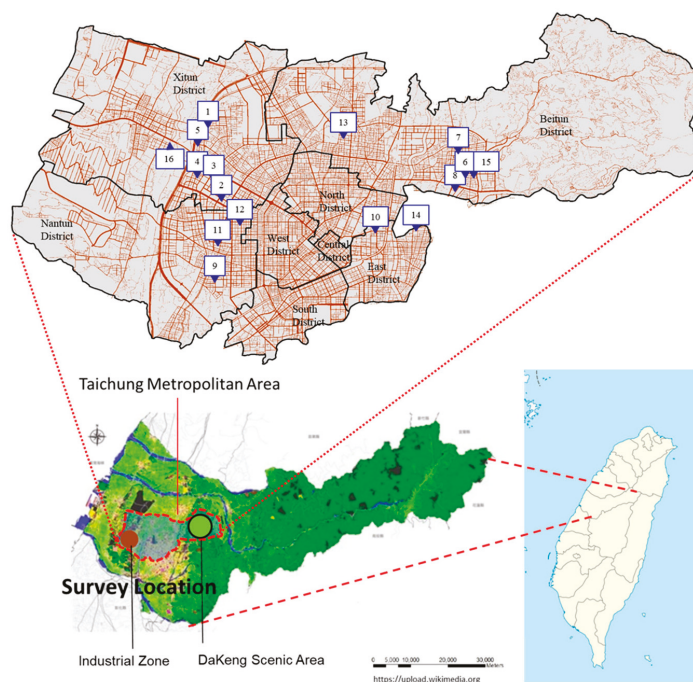 Xitun
District
Beitun
District
1
5
13
7
16
4
3
6
15
2
8
North
District
12
10
14
Nantun
District
11
West
District
Central
District
9
East
District
South
District
Taichung Metropolitan Area
Survey Location
Industrial Zone
DaKeng Scenic Area
0 5,000 10,000 20,000 30,000
Meters
https://upload.wikimedia.org